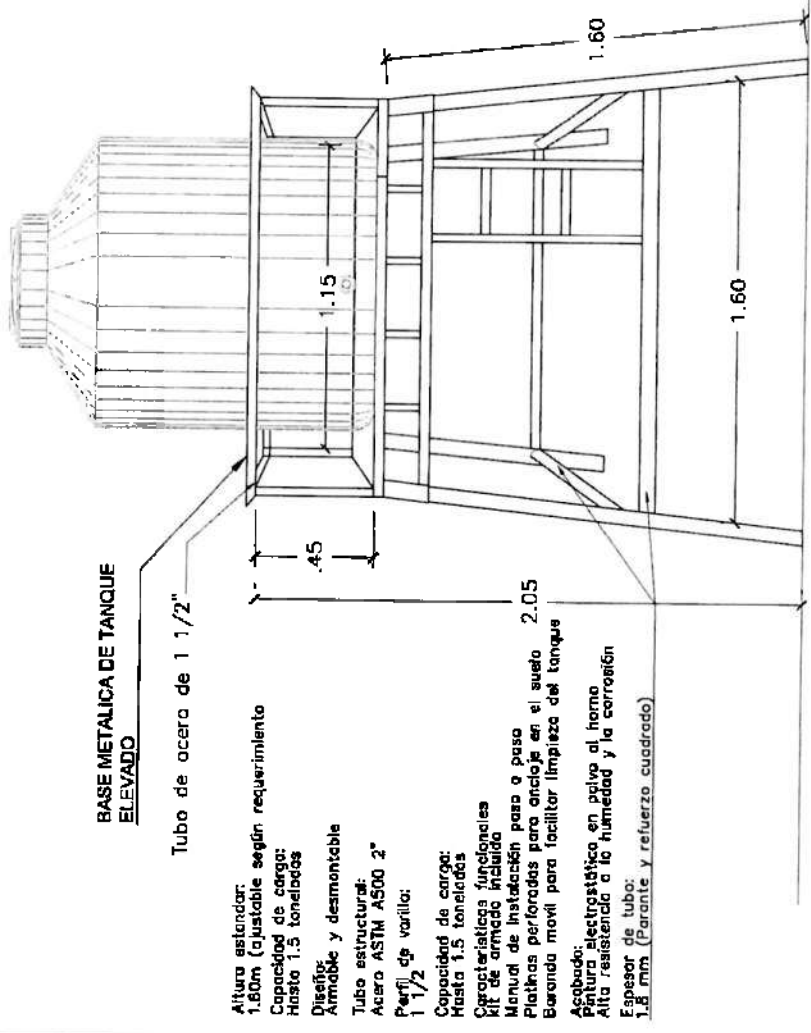 BASE METALICA DE TANQUE
ELEVADO
Tubo de acero de 1 1/2"
Altura estandar:
1.60m (ajustable según requerimiento
Capacidad de carga:
Hasta 1.5 toneladas
Diseño:
Armable y desmontable
Tubo estructural:
Acero ASTM A500 2"
Perfil de varilla:
1 1/2"
Capacidad de carga:
Hasta 1.5 toneladas
Características funcionales
kit de armado incluido
Manual de instalación paso a paso
Platinas perforadas para anclaje en el suelo
Baranda movil para facilitar limpieza del tanque
Acabado:
Pintura electrostática en polvo al horno
Alta resistencia a la humedad y la corrosión
Espesor de tubo:
1.8 mm (Parante y refuerzo cuadrado)
.45
2.05
1.15
1.60
1.60